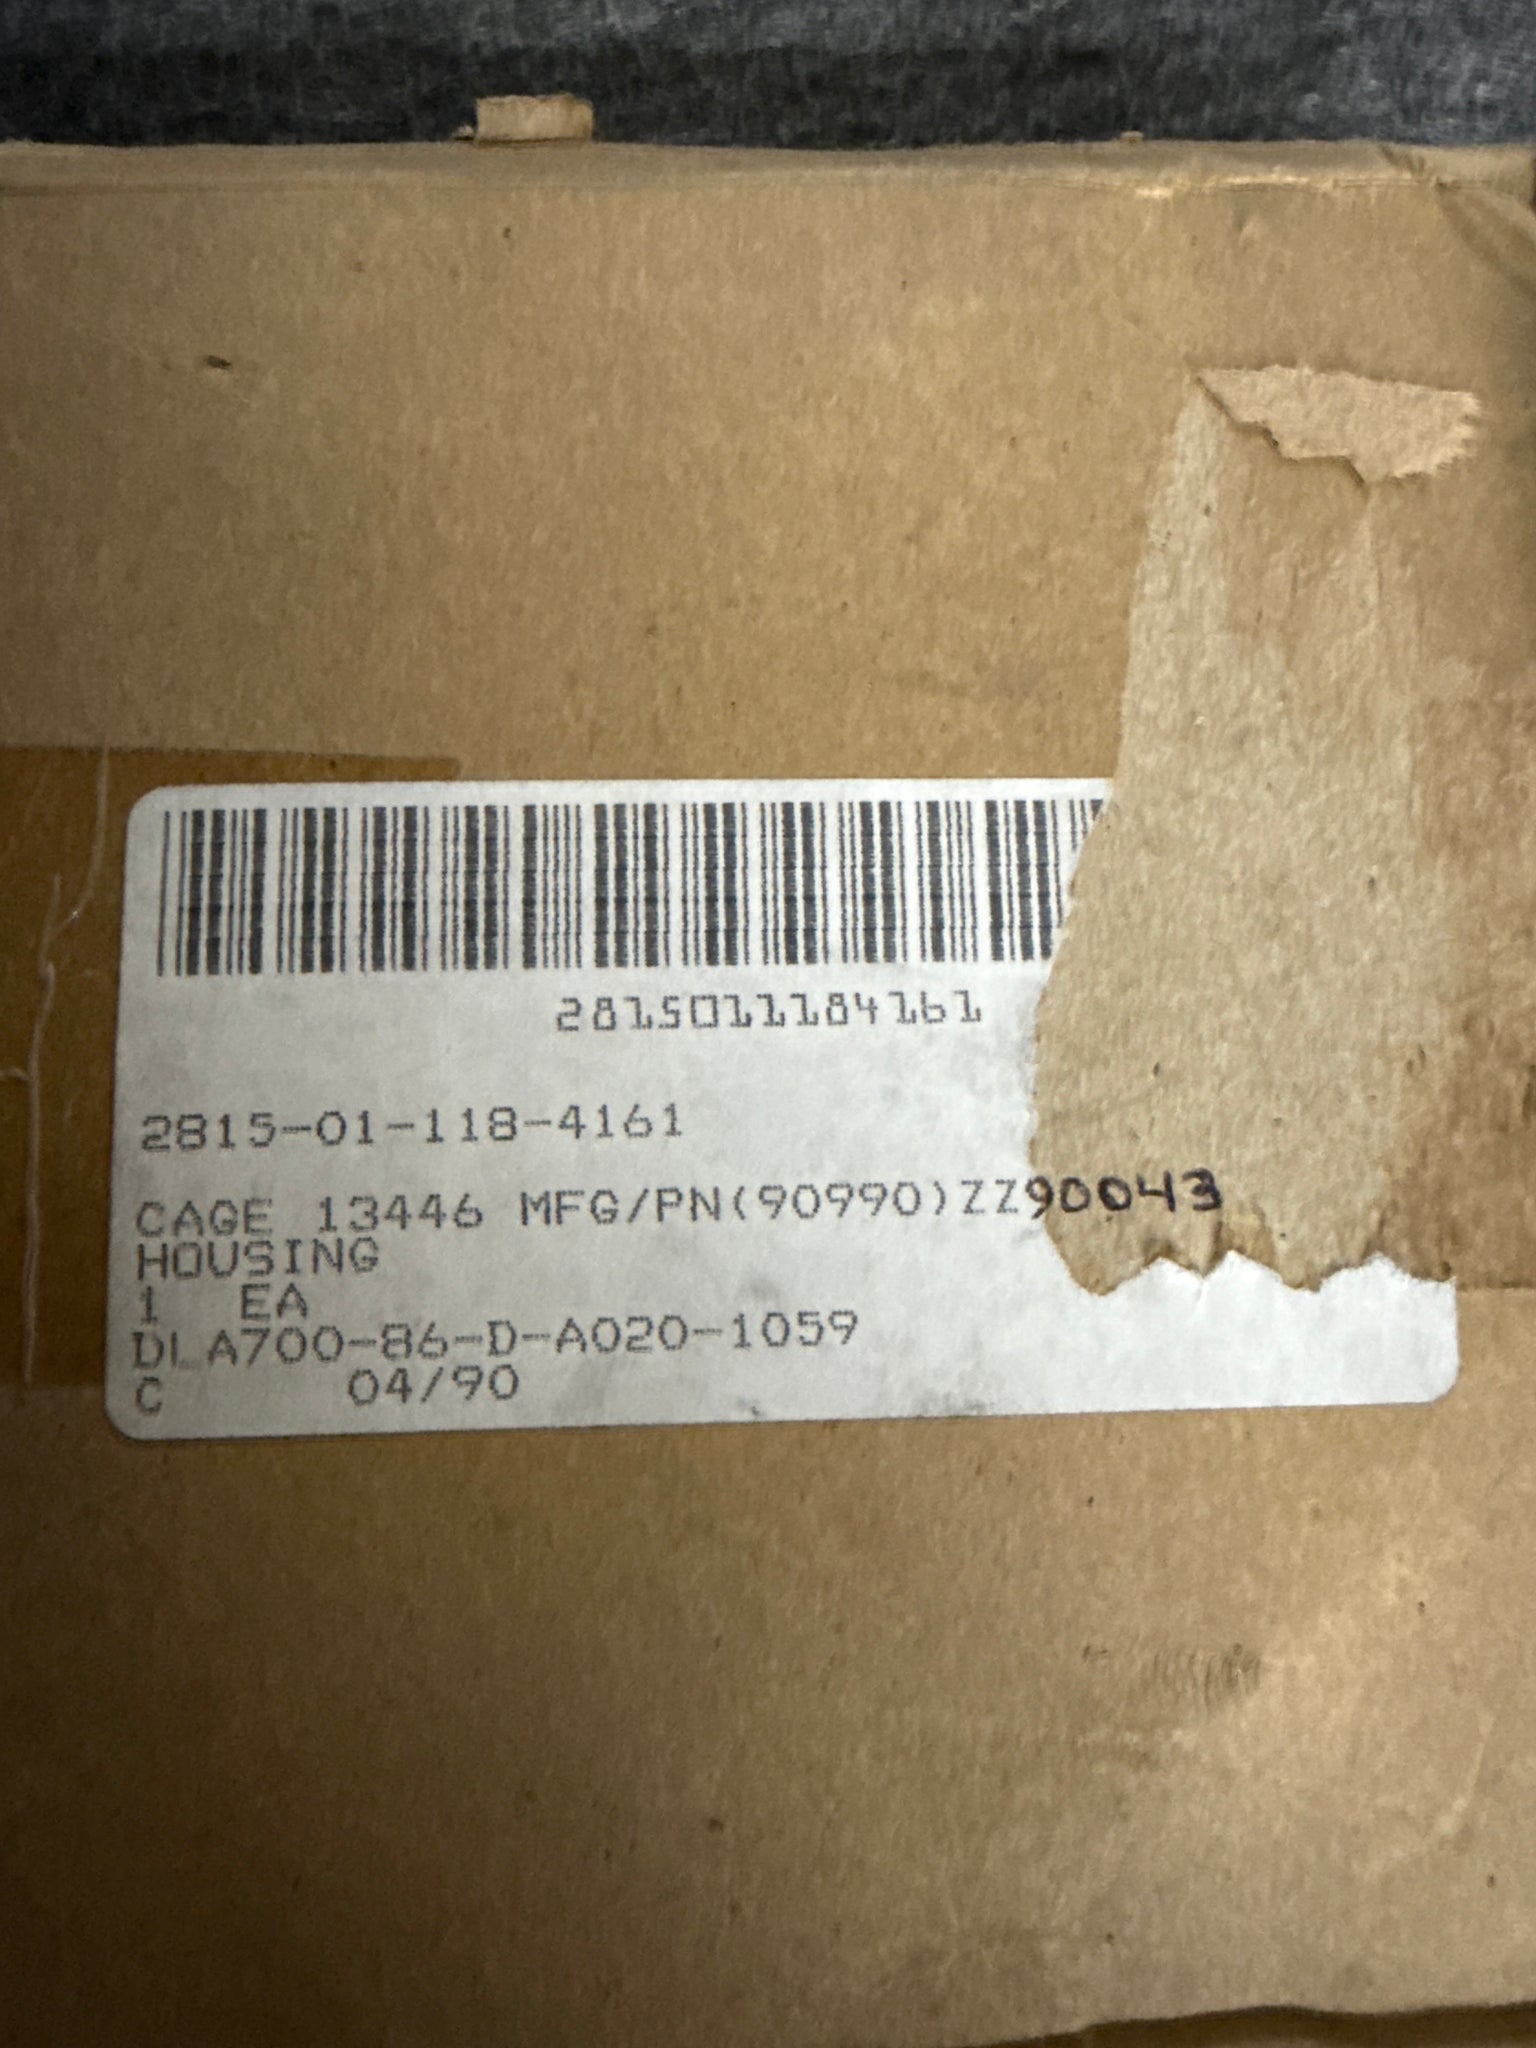 2815011184161
2815-01-118-4161
CAGE 13446 MFG/PN(90990)ZZ90043
HOUSING
1 EA
DLA700-86-D-A020-1059
C 04/90